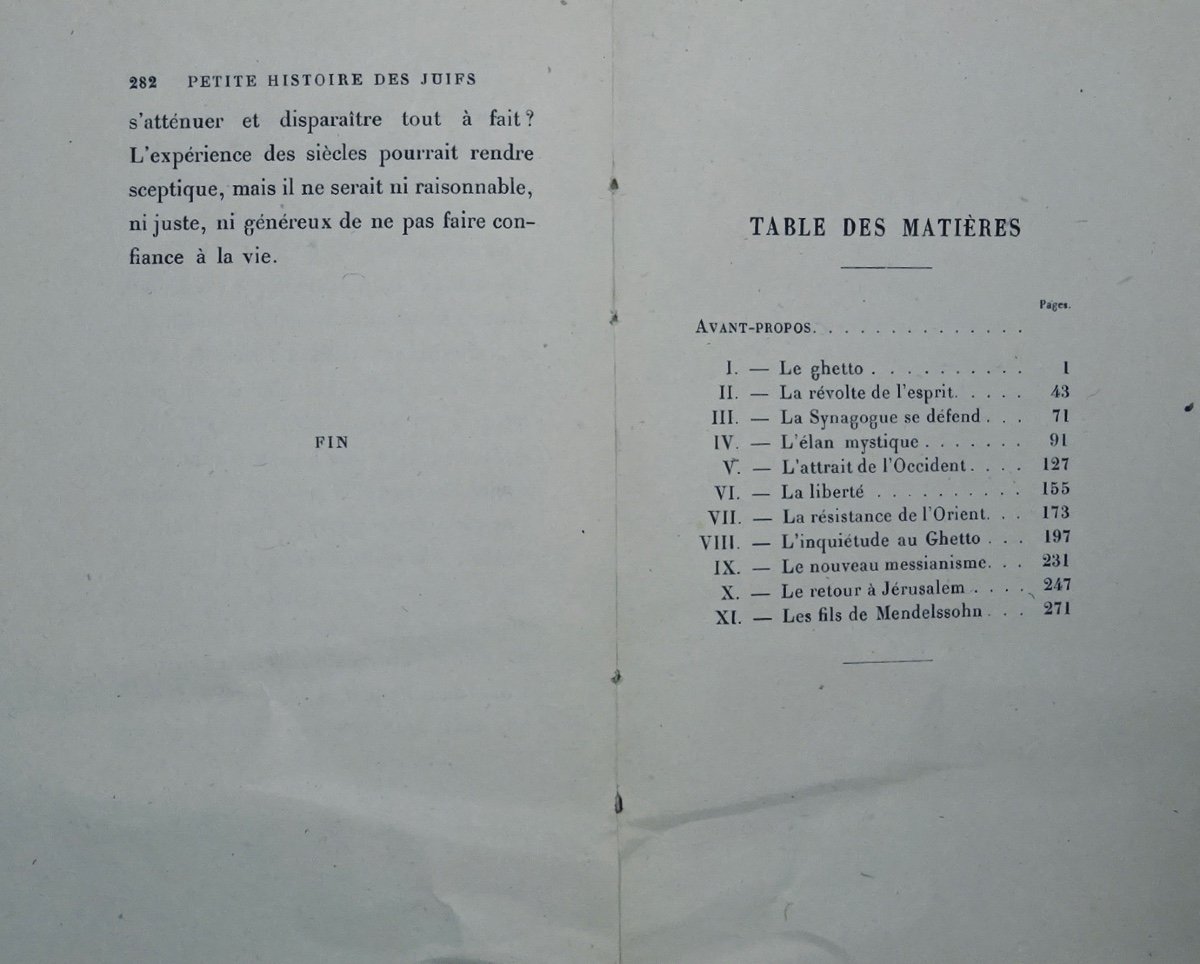 282 PETITE HISTOIRE DES JUIFS
s'atténuer et disparaître tout à fait ?
L'expérience des siècles pourrait rendre
sceptique, mais il ne serait ni raisonnable,
ni juste, ni généreux de ne pas faire con-
fiance à la vie.
FIN
TABLE DES MATIÈRES
Pages.
AVANT-PROPOS. . . . . . . . . . . . . .
I. — Le ghetto . . . . . . . . . . 1
II. — La révolte de l'esprit. . . . . . 43
III. — La Synagogue se défend . . . 71
IV. — L'élan mystique . . . . . . . 91
V. — L'attrait de l'Occident . . . . 127
VI. — La liberté . . . . . . . . . . 155
VII. — La résistance de l'Orient. . . 173
VIII. — L'inquiétude au Ghetto . . . 197
IX. — Le nouveau messianisme. . . 231
X. — Le retour à Jérusalem . . . . 247
XI. — Les fils de Mendelssohn . . . 271